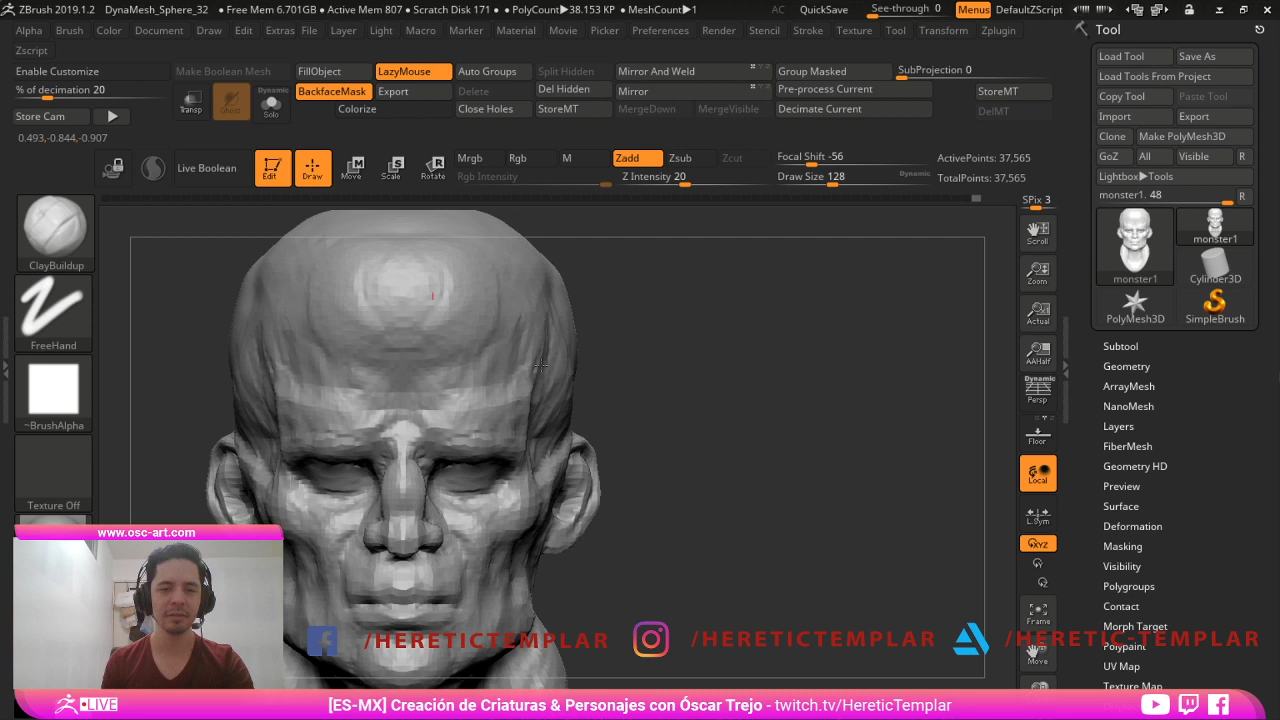 ZBrush 2019.1.2 DynaMesh_Sphere_32 • Free Mem 6.701GB • Active Mem 807 • Scratch Disk 171 • PolyCount▶38.153 KP • MeshCount▶1 AC QuickSave See-through 0 Menus DefaultZScript
Alpha Brush Color Document Draw Edit Extras File Layer Light Macro Marker Material Movie Picker Preferences Render Stencil Stroke Texture Tool Transform Zplugin
Zscript
Enable Customize Make Boolean Mesh FillObject LazyMouse Auto Groups Split Hidden Mirror And Weld Group Masked SubProjection 0
% of decimation 20 Transp Ghost Dynamic Solo BackfaceMask Export Delete Del Hidden Mirror Pre-process Current StoreMT
Store Cam Colorize Close Holes StoreMT MergeDown MergeVisible Decimate Current DelMT
0.493,-0.844,-0.907
Live Boolean Edit Draw Move Scale Rotate Mrgb Rgb M Zadd Zsub Zcut Focal Shift -56 ActivePoints: 37,565
Rgb Intensity Z Intensity 20 Draw Size 128 Dynamic TotalPoints: 37,565
ClayBuildup
FreeHand
~BrushAlpha
Texture Off
SPix 3
Scroll
Zoom
Actual
AAHalf
Dynamic
Persp
Floor
Local
L.Sym
XYZ
Frame
Move
Tool
Load Tool Save As
Load Tools From Project
Copy Tool Paste Tool
Import Export
Clone Make PolyMesh3D
GoZ All Visible R
Lightbox▶Tools
monster1. 48 R
monster1
monster1 Cylinder3D
PolyMesh3D SimpleBrush
Subtool
Geometry
ArrayMesh
NanoMesh
Layers
FiberMesh
Geometry HD
Preview
Surface
Deformation
Masking
Visibility
Polygroups
Contact
Morph Target
Polypaint
UV Map
Texture Map
www.osc-art.com
/HERETICTEMPLAR /HERETICTEMPLAR /HERETIC-TEMPLAR
LIVE [ES-MX] Creación de Criaturas & Personajes con Óscar Trejo - twitch.tv/HereticTemplar